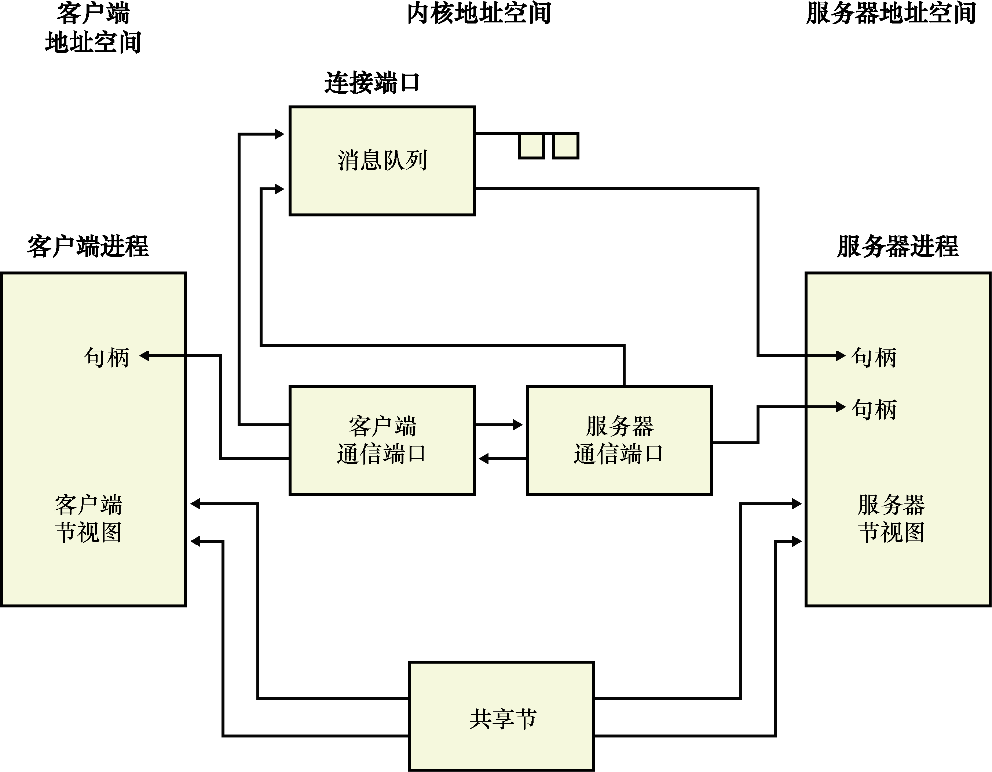 客户端
地址空间
内核地址空间
服务器地址空间
连接端口
消息队列
客户端进程
服务器进程
句柄
句柄
句柄
客户端
通信端口
服务器
通信端口
客户端
节视图
服务器
节视图
共享节